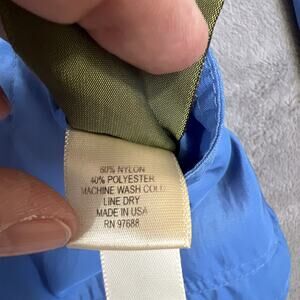 60% NYLON
40% POLYESTER
MACHINE WASH COLD
LINE DRY
MADE IN USA
RN 97688